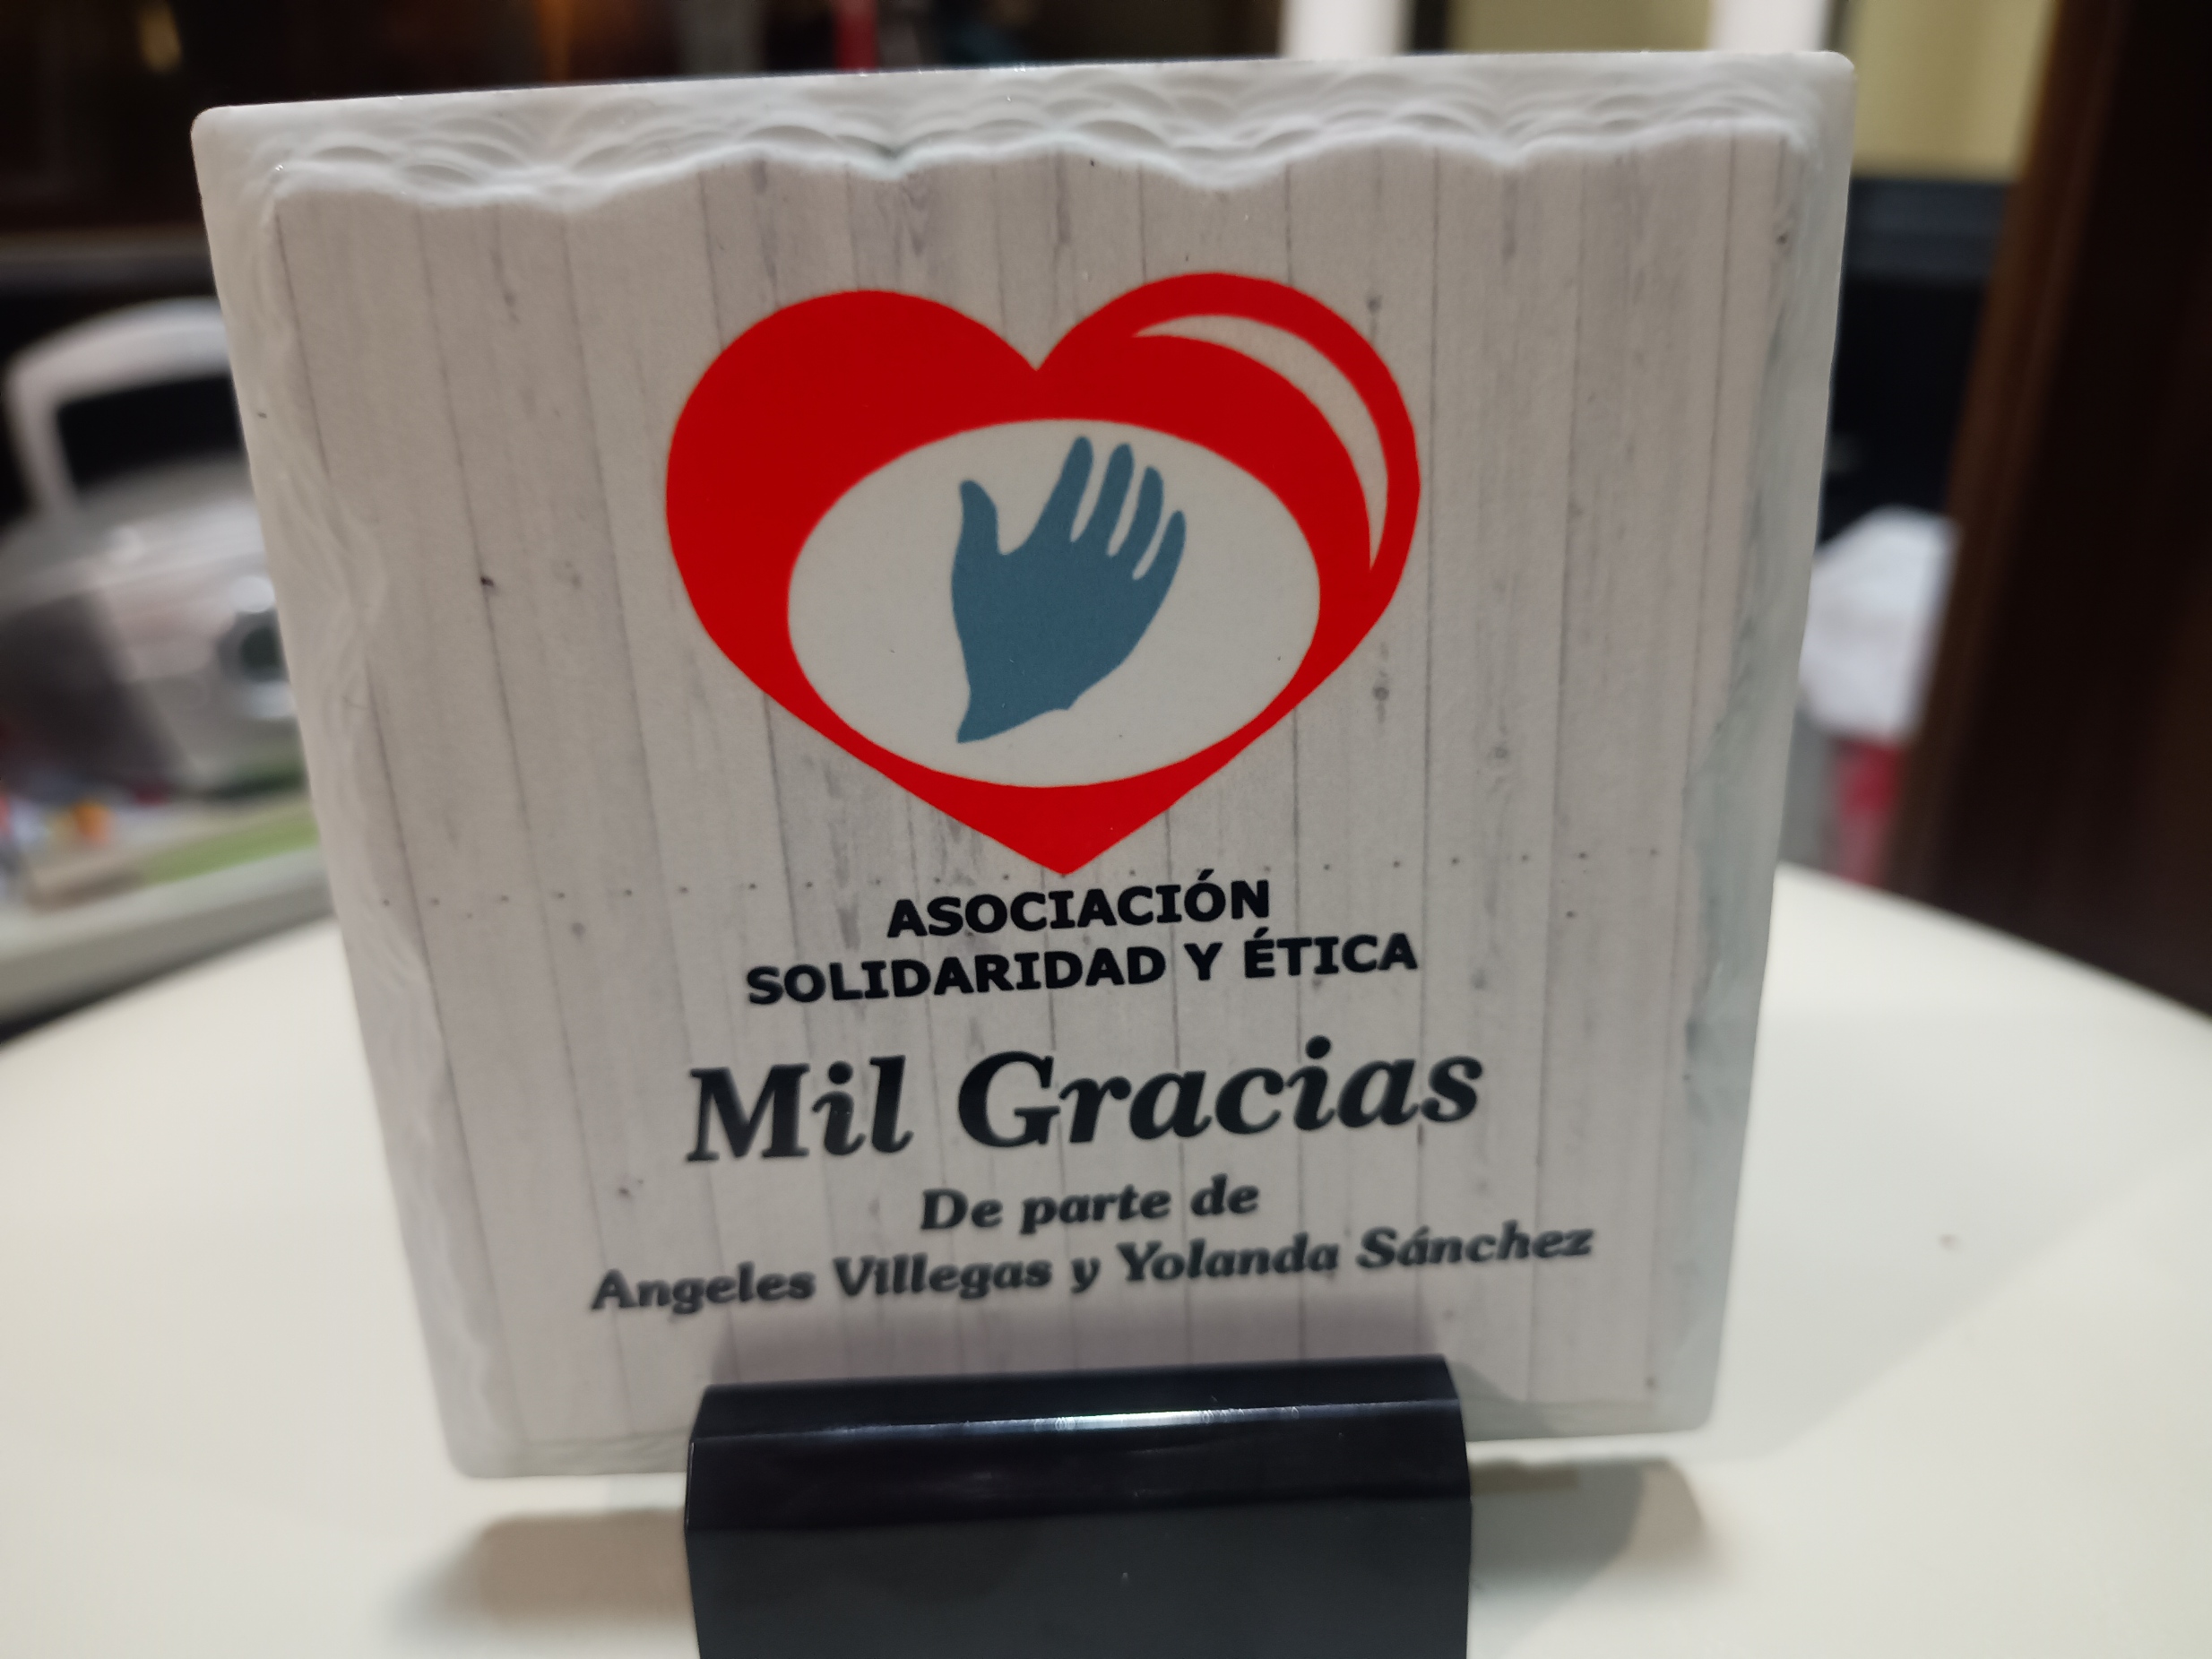 ASOCIACIÓN
SOLIDARIDAD Y ÉTICA
Mil Gracias
De parte de
Angeles Villegas y Yolanda Sánchez